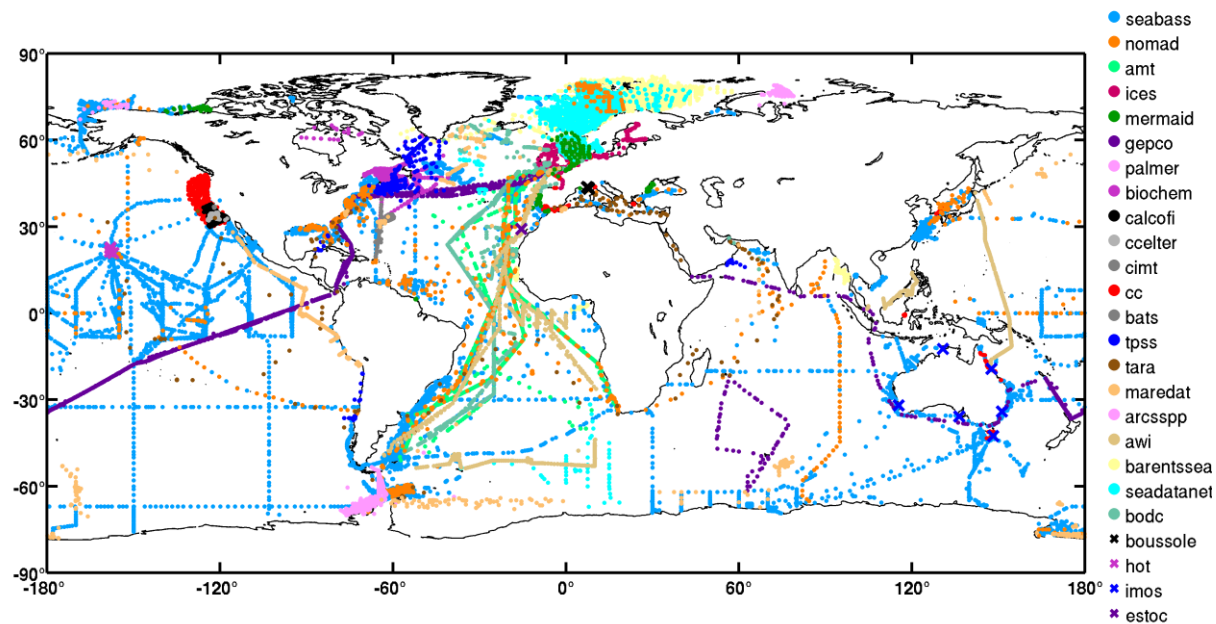 90°
60°
30°
0°
-30°
-60°
-90°
-180°
-120°
-60°
0°
60°
120°
180°
seabass
nomad
amt
ices
mermaid
gepco
palmer
biochem
calcofi
ccelter
cimt
cc
bats
tpss
tara
maredat
arcsspp
awi
barentssea
seadatanet
bodc
boussole
hot
imos
estoc